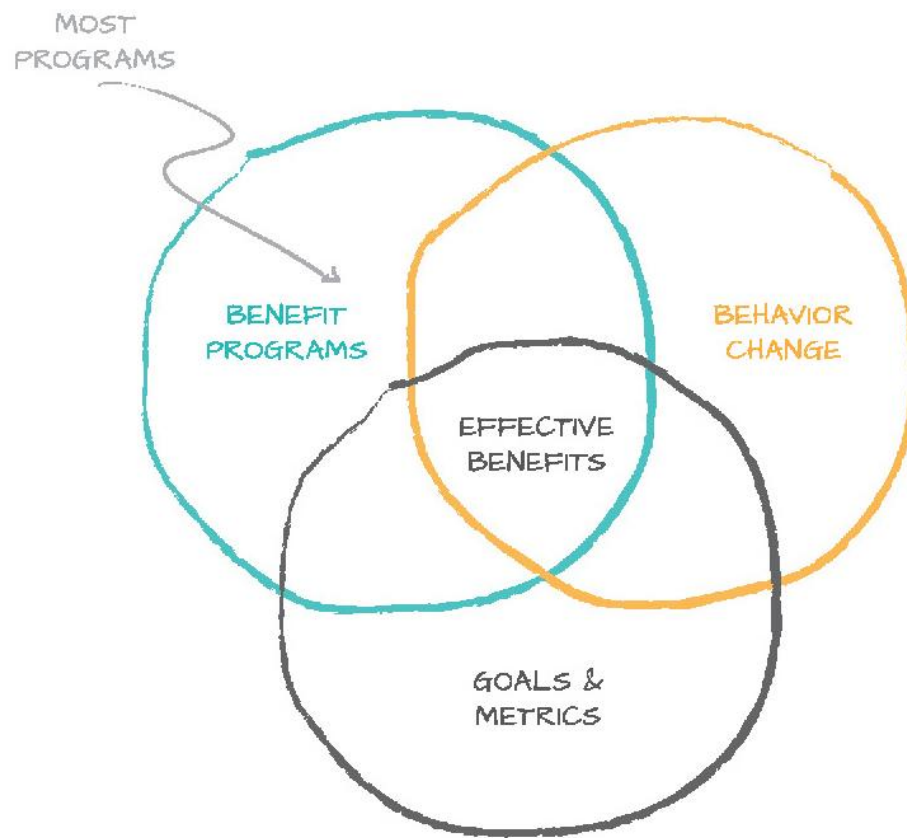 MOST
PROGRAMS
BENEFIT
PROGRAMS
BEHAVIOR
CHANGE
EFFECTIVE
BENEFITS
GOALS &
METRICS